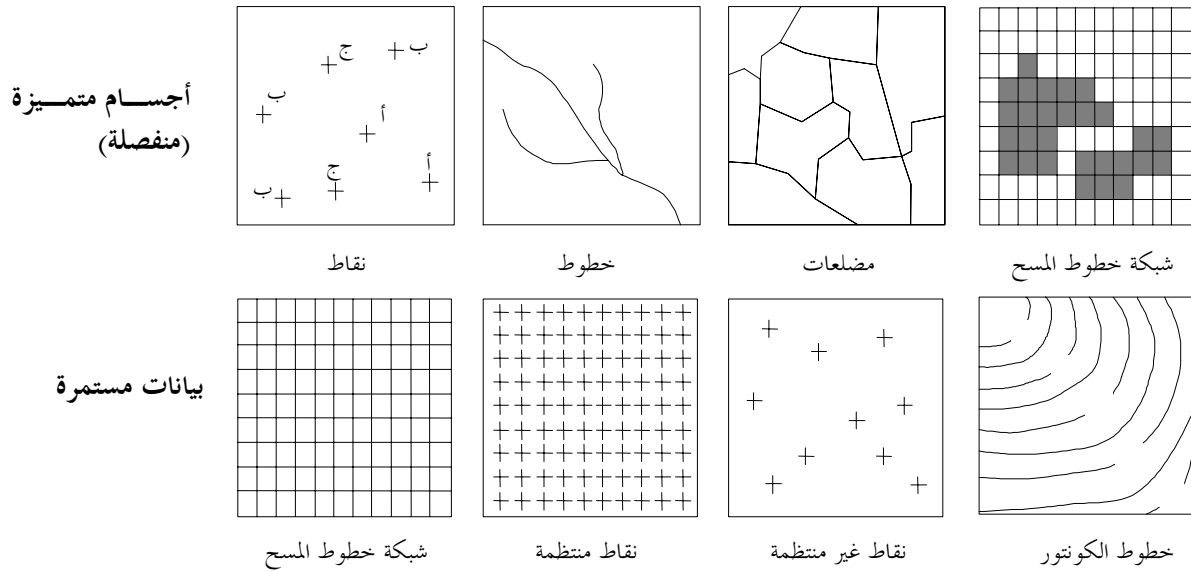 أجسام متميزة
(منفصلة)
ج
ب
ب
أ
ج
أ
ب
نقاط
خطوط
مضلعات
شبكة خطوط المسح
بيانات مستمرة
شبكة خطوط المسح
نقاط منتظمة
نقاط غير منتظمة
خطوط الكونتور